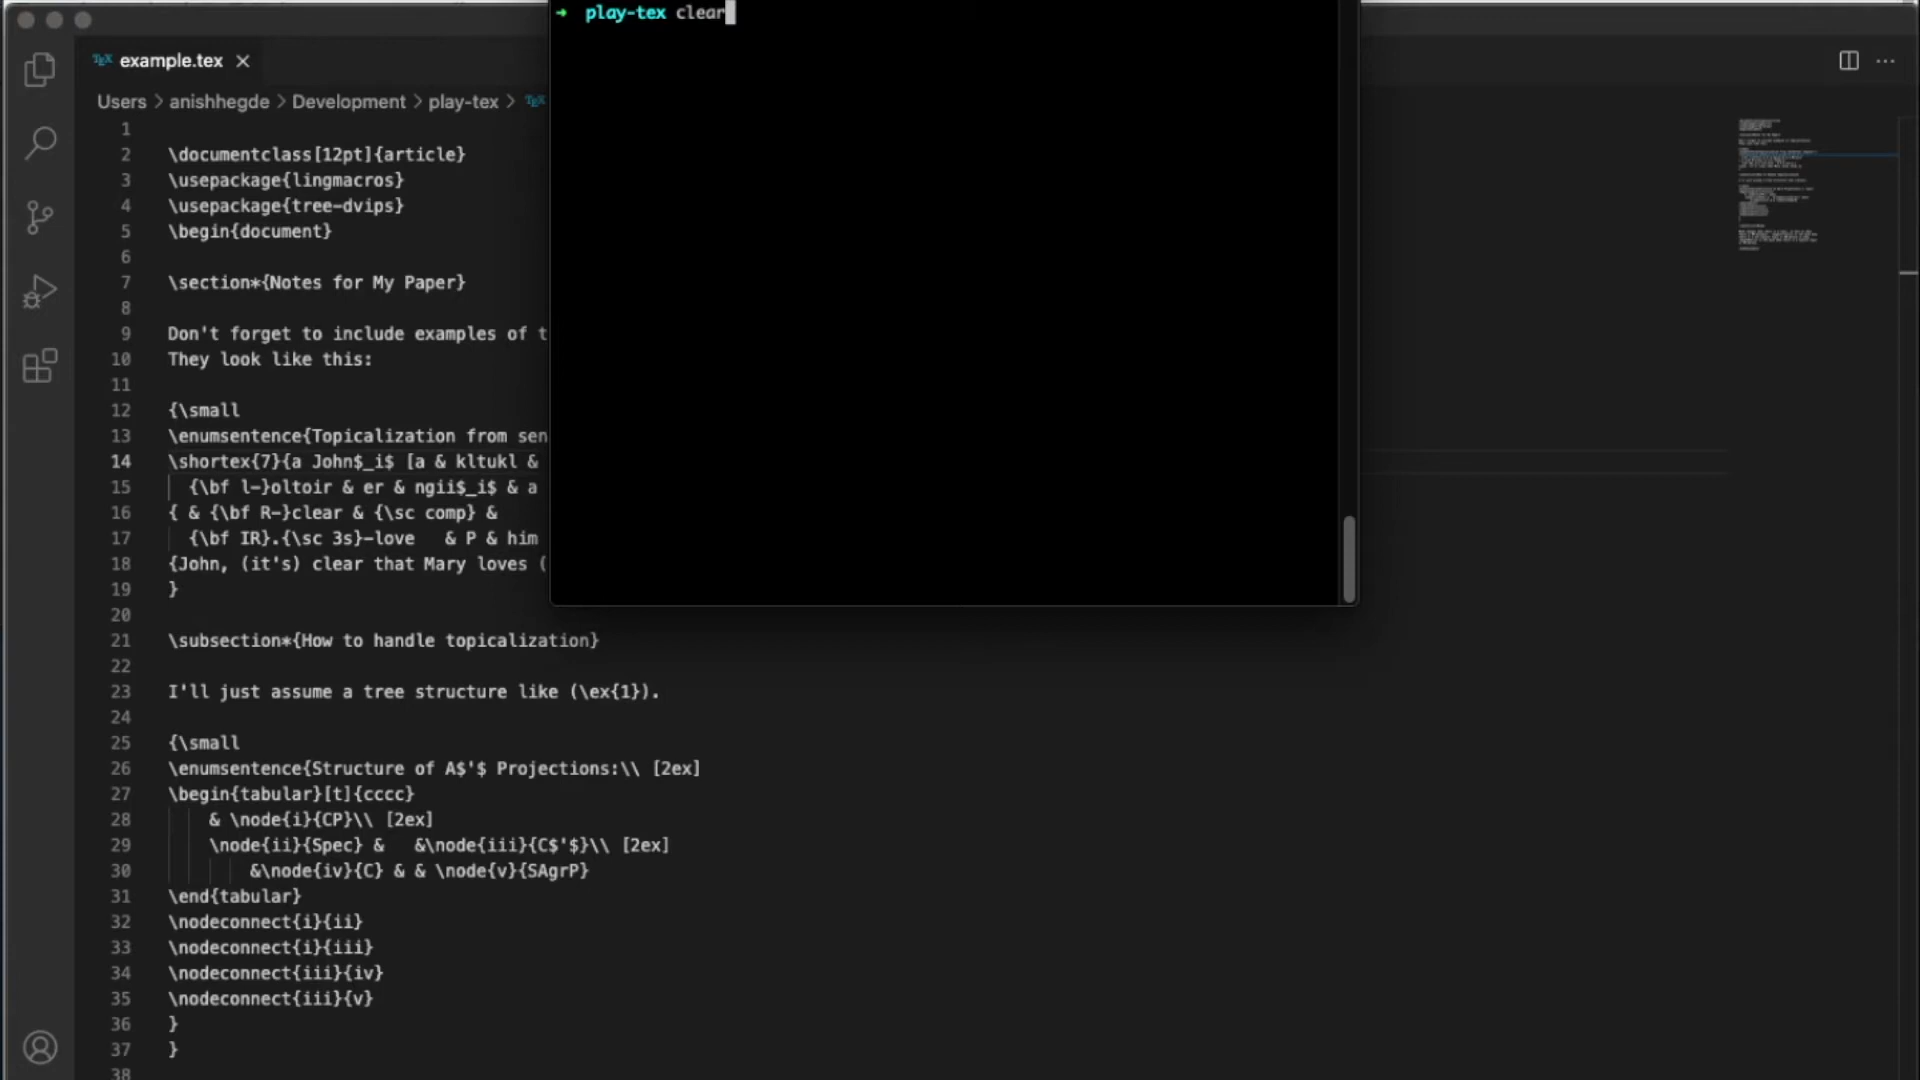 ➜ play-tex clear
TEX example.tex ×
Users > anishhegde > Development > play-tex > TEX
1
2 \documentclass[12pt]{article}
3 \usepackage{lingmacros}
4 \usepackage{tree-dvips}
5 \begin{document}
6
7 \section*{Notes for My Paper}
8
9 Don't forget to include examples of t
10 They look like this:
11
12 {\small
13 \enumsentence{Topicalization from sen
14 \shortex{7}{a John$_i$ [a & kltukl &
15 {\bf l-}oltoir & er & ngii$_i$ & a
16 { & {\bf R-}clear & {\sc comp} &
17 {\bf IR}.{\sc 3s}-love & P & him
18 {John, (it's) clear that Mary loves (
19 }
20
21 \subsection*{How to handle topicalization}
22
23 I'll just assume a tree structure like (\ex{1}).
24
25 {\small
26 \enumsentence{Structure of A$'$ Projections:\\ [2ex]
27 \begin{tabular}[t]{cccc}
28 & \node{i}{CP}\\ [2ex]
29 \node{ii}{Spec} & &\node{iii}{C$'$}\\ [2ex]
30 &\node{iv}{C} & & \node{v}{SAgrP}
31 \end{tabular}
32 \nodeconnect{i}{ii}
33 \nodeconnect{i}{iii}
34 \nodeconnect{iii}{iv}
35 \nodeconnect{iii}{v}
36 }
37 }
38